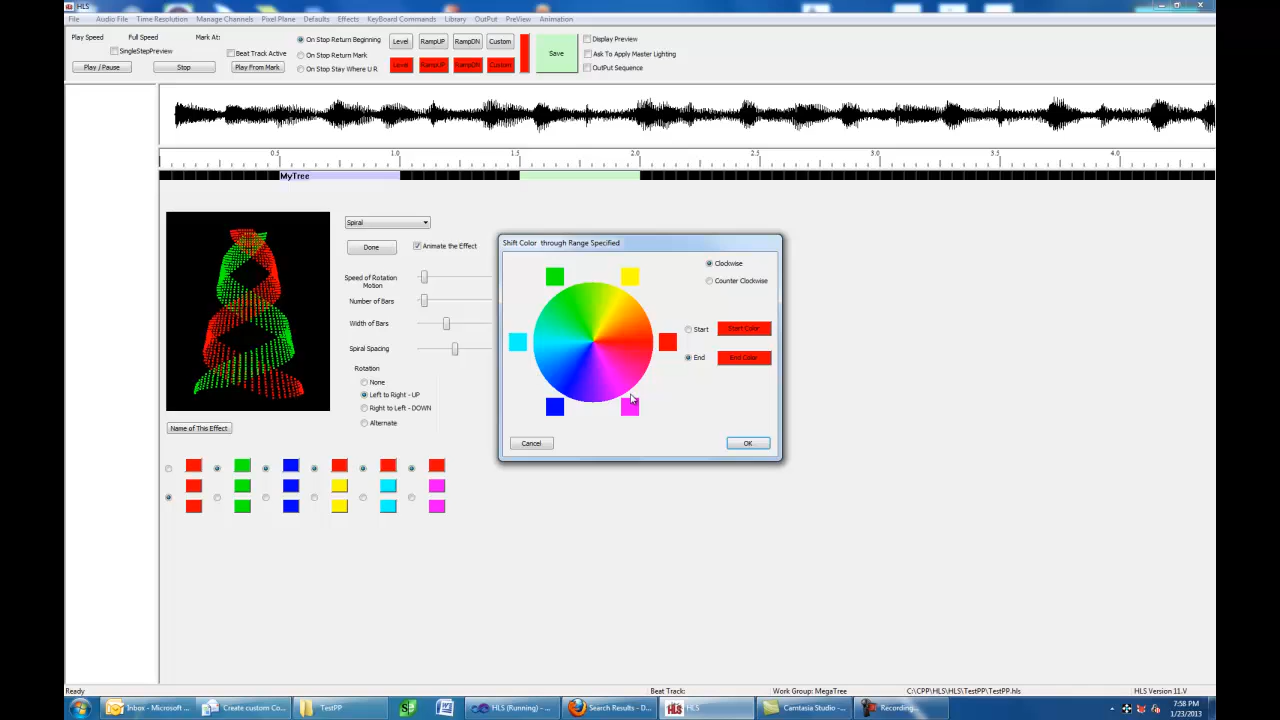 HLS
File Audio File Time Resolution Manage Channels Pixel Plane Defaults Effects KeyBoard Commands Library OutPut PreView Animation
Play Speed Full Speed Mark At:
SingleStepPreview
Beat Track Active
Play / Pause Stop Play From Mark
On Stop Return Beginning
On Stop Return Mark
On Stop Stay Where U R
Level RampUP RampDN Custom
Level RampUP RampDN Custom
Save
Display Preview
Ask To Apply Master Lighting
OutPut Sequence
0.5 1.0 1.5 2.0 2.5 3.0 3.5 4.0
MyTree
Spiral
Done Animate the Effect
Speed of Rotation
Motion
Number of Bars
Width of Bars
Spiral Spacing
Rotation
None
Left to Right - UP
Right to Left - DOWN
Alternate
Name of This Effect
Shift Color through Range Specified
Clockwise
Counter Clockwise
Start Start Color
End End Color
Cancel OK
Ready Beat Track: Work Group: MegaTree C:\CPP\HLS\HLS\TestPP\TestPP.hls HLS Version 11.V
Inbox - Microsoft ... Create custom Co... TestPP HLS (Running) - ... Search Results - D... HLS Camtasia Studio - ... Recording...
7:58 PM
1/23/2013